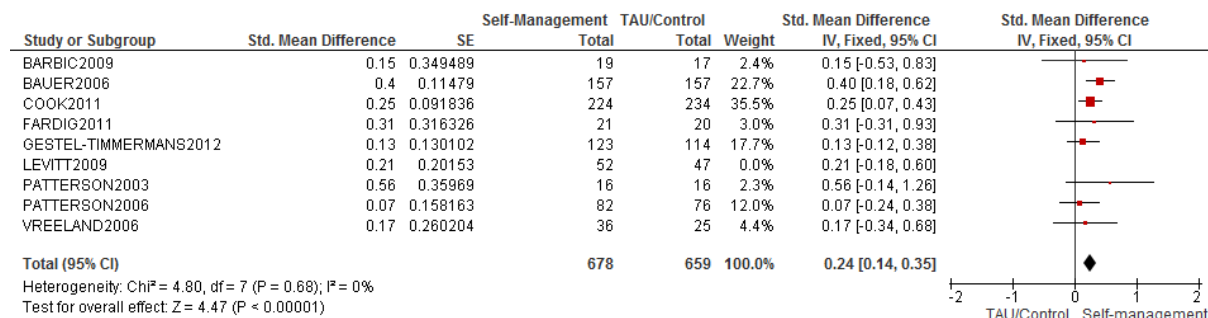 Self-Management TAU/Control Std. Mean Difference Std. Mean Difference
Study or Subgroup Std. Mean Difference SE Total Total Weight IV, Fixed, 95% CI IV, Fixed, 95% CI
BARBIC2009 0.15 0.349489 19 17 2.4% 0.15 [-0.53, 0.83]
BAUER2006 0.4 0.11479 157 157 22.7% 0.40 [0.18, 0.62]
COOK2011 0.25 0.091836 224 234 35.5% 0.25 [0.07, 0.43]
FARDIG2011 0.31 0.316326 21 20 3.0% 0.31 [-0.31, 0.93]
GESTEL-TIMMERMANS2012 0.13 0.130102 123 114 17.7% 0.13 [-0.12, 0.38]
LEVITT2009 0.21 0.20153 52 47 0.0% 0.21 [-0.18, 0.60]
PATTERSON2003 0.56 0.35969 16 16 2.3% 0.56 [-0.14, 1.26]
PATTERSON2006 0.07 0.158163 82 76 12.0% 0.07 [-0.24, 0.38]
VREELAND2006 0.17 0.260204 36 25 4.4% 0.17 [-0.34, 0.68]
Total (95% CI) 678 659 100.0% 0.24 [0.14, 0.35]
Heterogeneity: Chi² = 4.80, df = 7 (P = 0.68); I² = 0%
Test for overall effect: Z = 4.47 (P < 0.00001)
-2 -1 0 1 2
TAU/Control Self-management